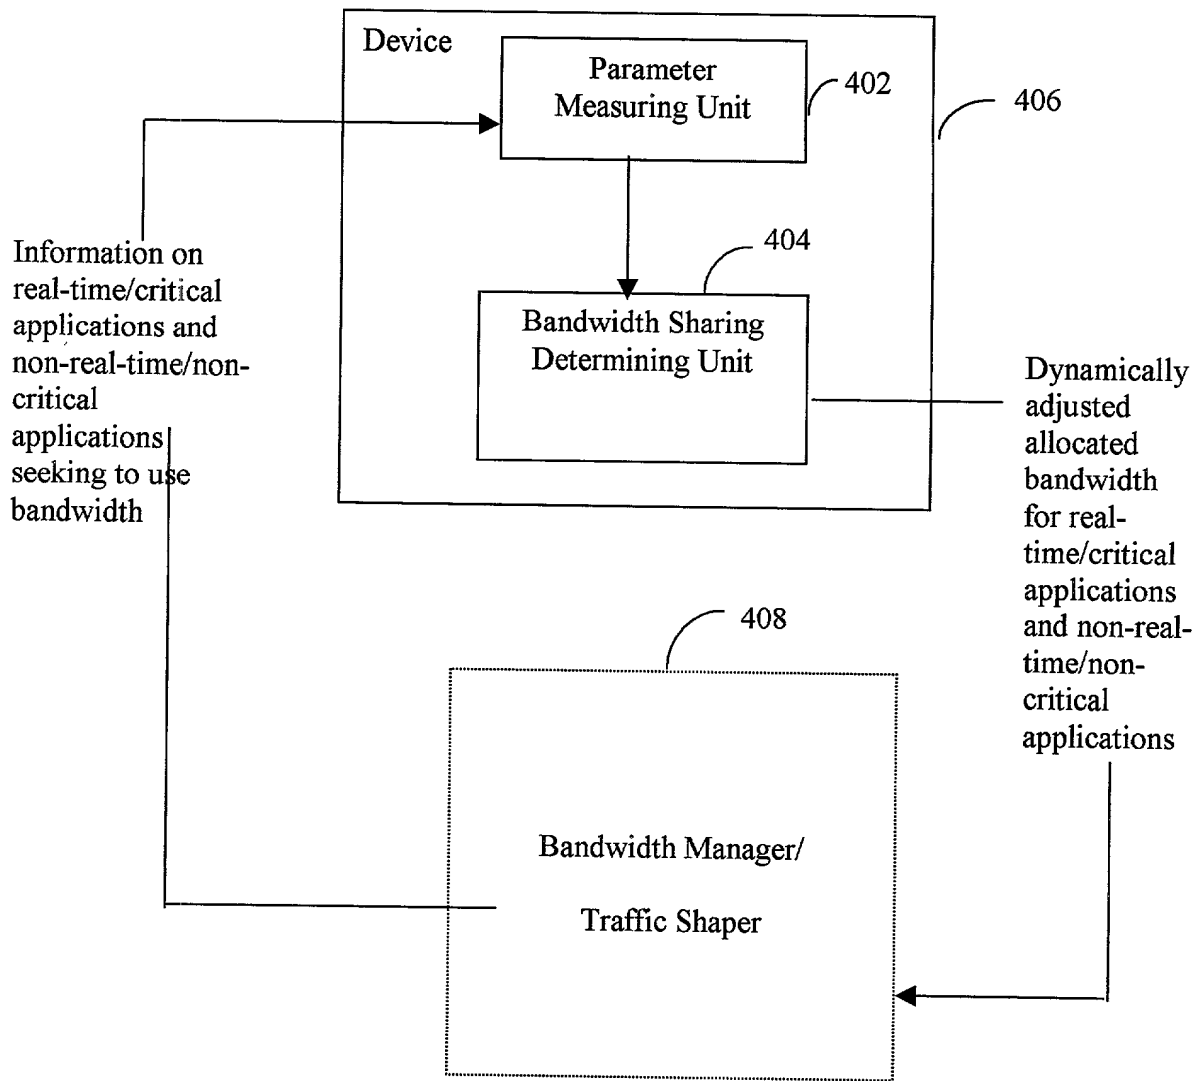 Device
Parameter
Measuring Unit
402
406
Information on
real-time/critical
applications and
non-real-time/non-
critical
applications
seeking to use
bandwidth
404
Bandwidth Sharing
Determining Unit
Dynamically
adjusted
allocated
bandwidth
for real-
time/critical
applications
and non-real-
time/non-
critical
applications
408
Bandwidth Manager/
Traffic Shaper